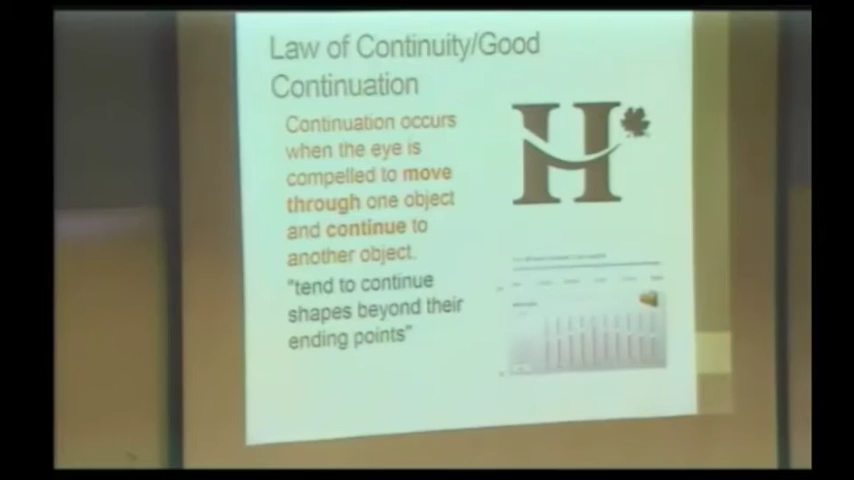 Law of Continuity/Good
Continuation
Continuation occurs
when the eye is
compelled to move
through one object
and continue to
another object.
"tend to continue
shapes beyond their
ending points"
H